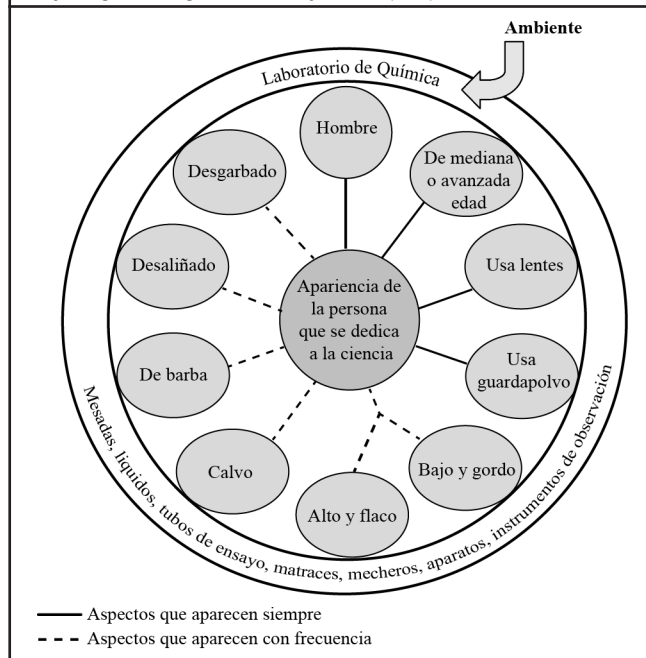 Ambiente
Laboratorio de Química
Hombre
De mediana
o avanzada
edad
Usa lentes
Usa
guardapolvo
Bajo y gordo
Alto y flaco
Calvo
De barba
Desaliñado
Desgarbado
Apariencia de
la persona
que se dedica
a la ciencia
Mesadas, liquidos, tubos de ensayo, matraces, mecheros, aparatos, instrumentos de observación
Aspectos que aparecen siempre
Aspectos que aparecen con frecuencia